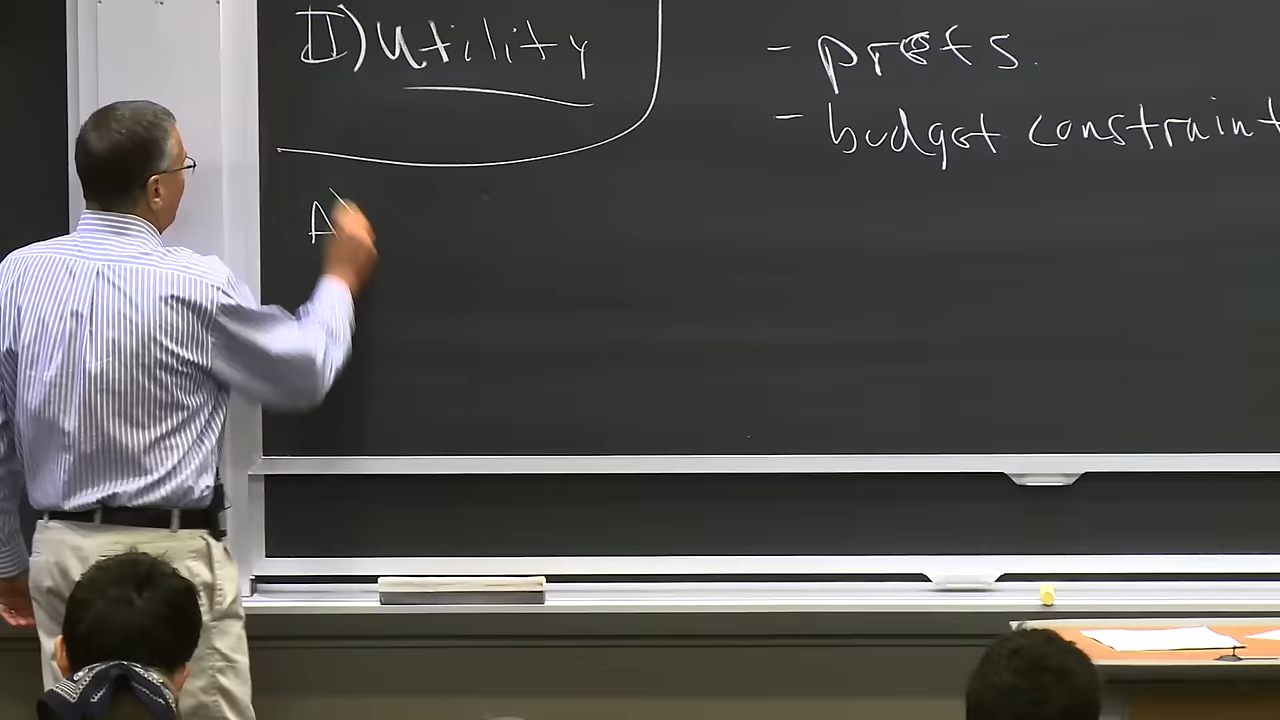 II) Utility
A
- prefs.
- budget constraint